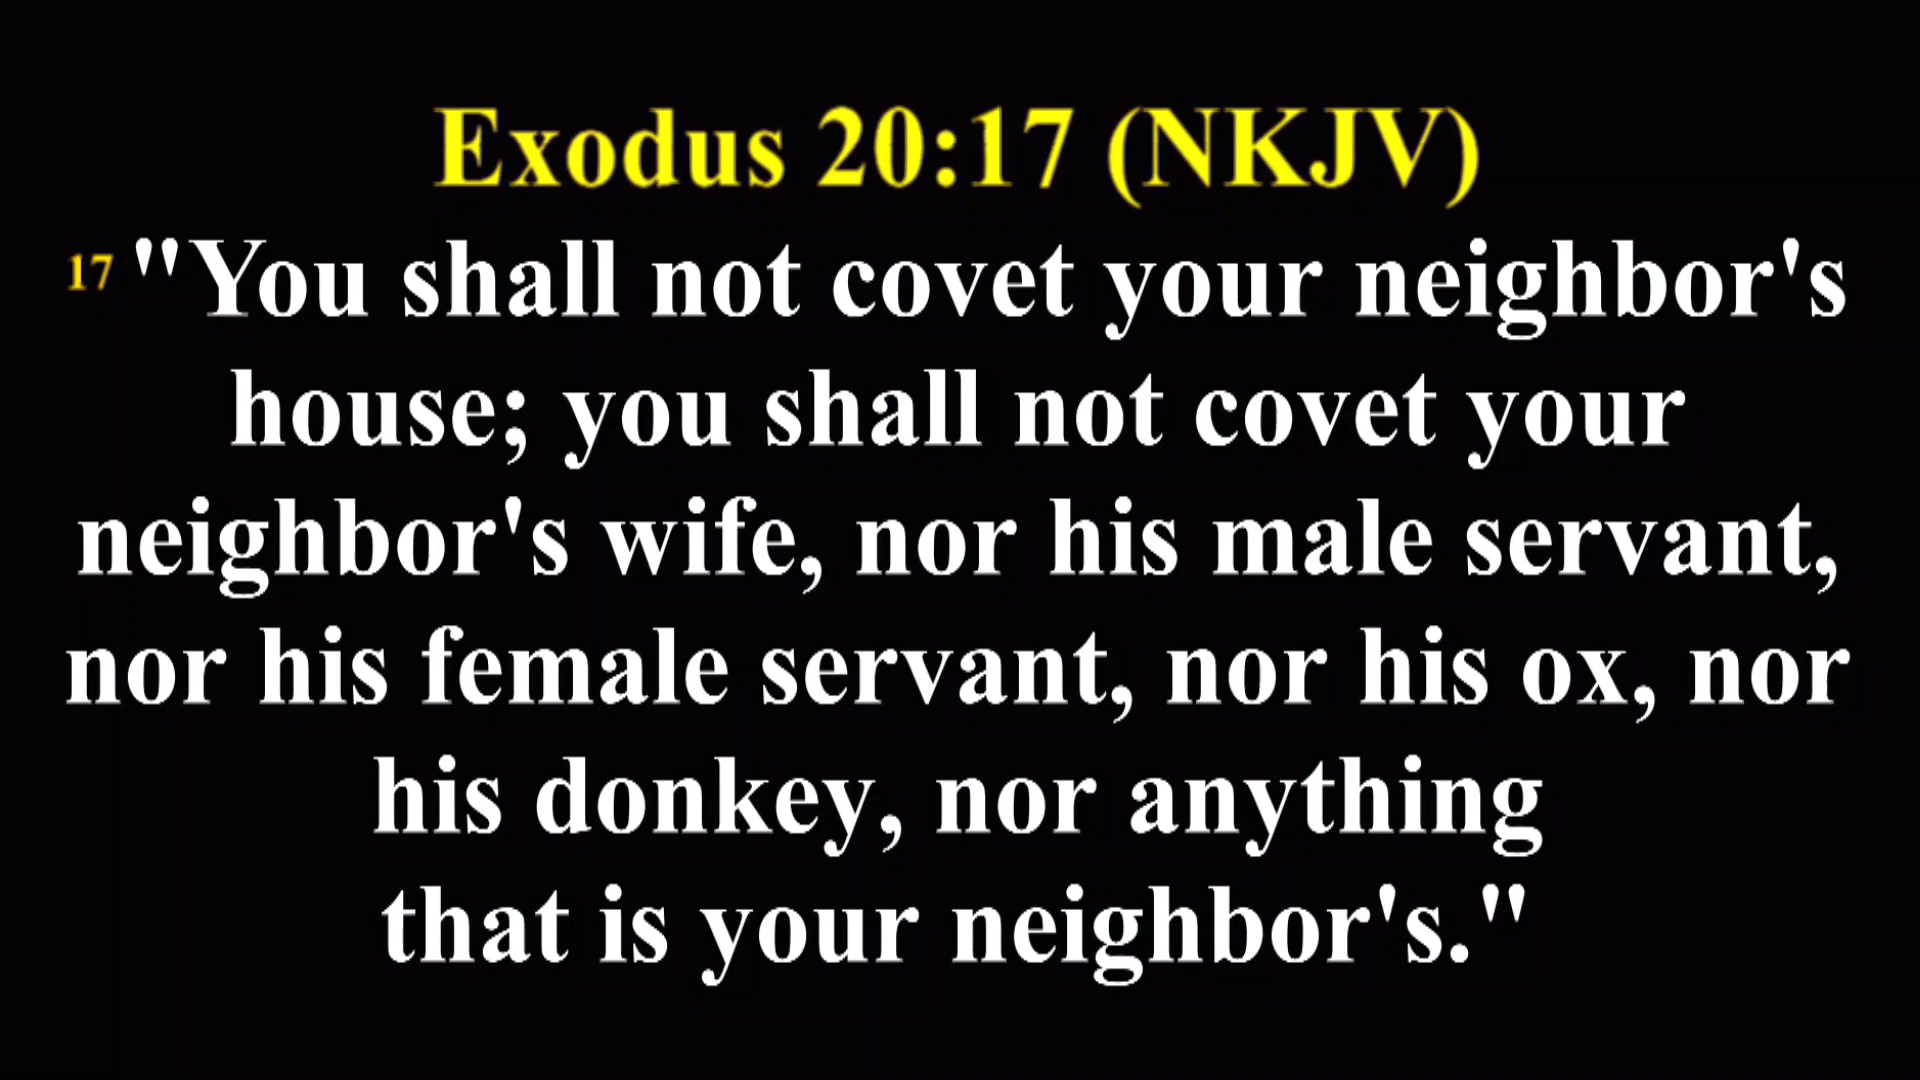 Exodus 20:17 (NKJV)
17 "You shall not covet your neighbor's
house; you shall not covet your
neighbor's wife, nor his male servant,
nor his female servant, nor his ox, nor
his donkey, nor anything
that is your neighbor's."